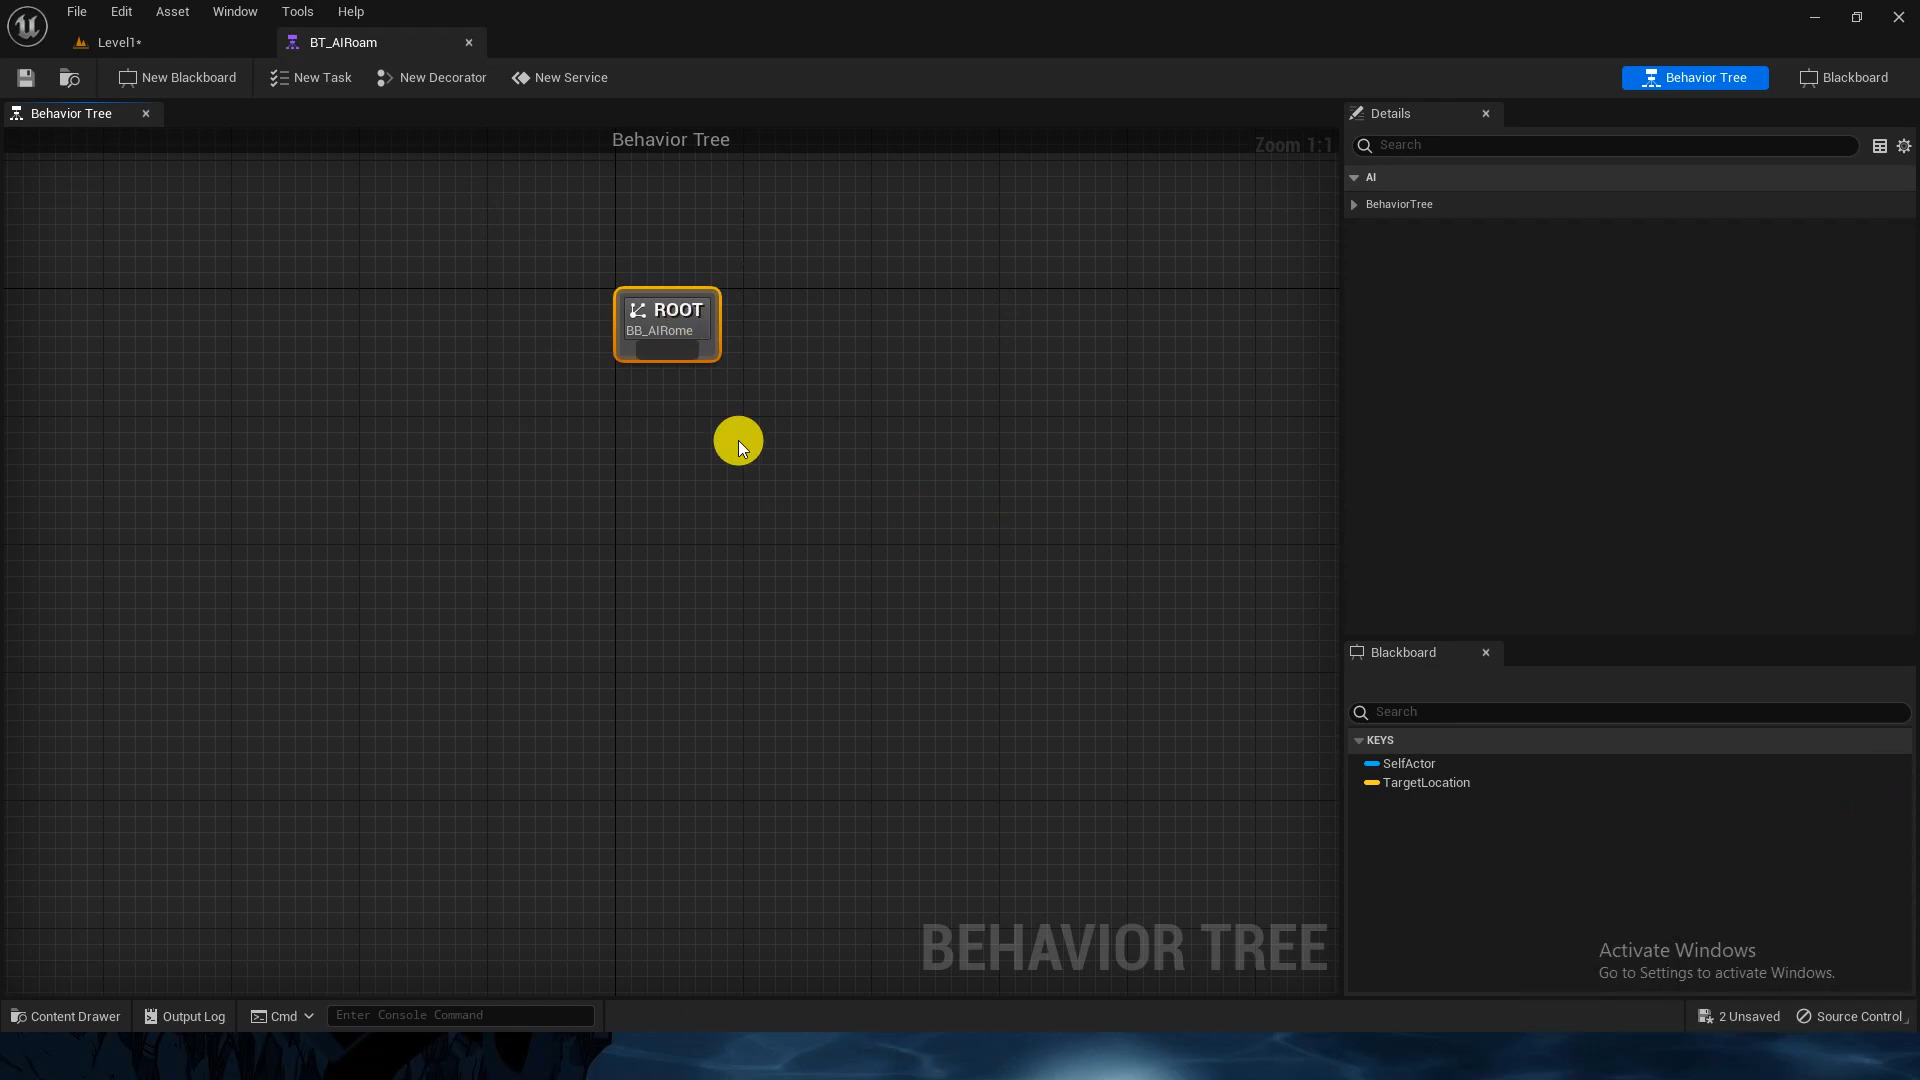 File Edit Asset Window Tools Help
Level1*
BT_AIRoam
New Blackboard
New Task
New Decorator
New Service
Behavior Tree
Blackboard
Behavior Tree
Details
Behavior Tree
Zoom 1:1
Search
AI
BehaviorTree
ROOT
BB_AIRome
Blackboard
Search
KEYS
SelfActor
TargetLocation
BEHAVIOR TREE
Activate Windows
Go to Settings to activate Windows.
Content Drawer
Output Log
Cmd
Enter Console Command
2 Unsaved
Source Control